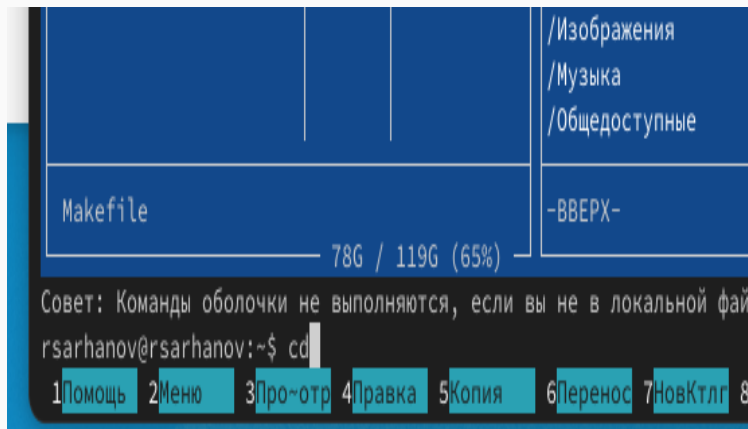 /Изображения
/Музыка
/Общедоступные
Makefile
-ВВЕРХ-
78G / 119G (65%)
Совет: Команды оболочки не выполняются, если вы не в локальной фай
rsarhanov@rsarhanov:~$ cd
1Помощь 2Меню 3Про~отр 4Правка 5Копия 6Перенос 7НовКтлг 8